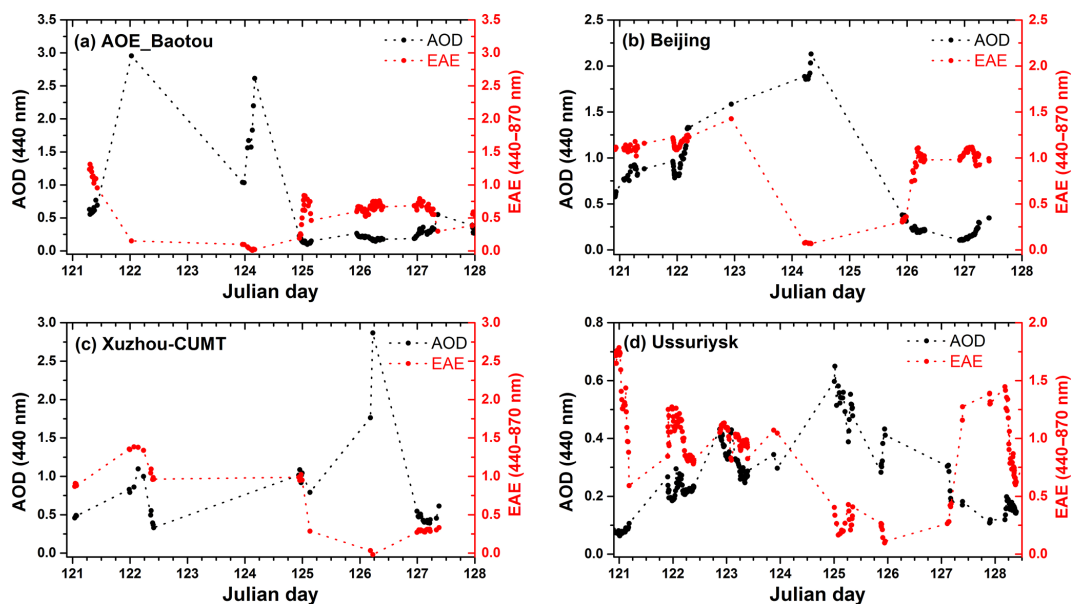 (a) AOE_Baotou
AOD
EAE
3.5
3.0
2.5
2.0
1.5
1.0
0.5
0.0
AOD (440 nm)
3.5
3.0
2.5
2.0
1.5
1.0
0.5
0.0
EAE (440–870 nm)
121 122 123 124 125 126 127 128
Julian day
(b) Beijing
AOD
EAE
2.5
2.0
1.5
1.0
0.5
0.0
AOD (440 nm)
2.5
2.0
1.5
1.0
0.5
0.0
EAE (440–870 nm)
121 122 123 124 125 126 127 128
Julian day
(c) Xuzhou-CUMT
AOD
EAE
3.0
2.5
2.0
1.5
1.0
0.5
0.0
AOD (440 nm)
3.0
2.5
2.0
1.5
1.0
0.5
0.0
EAE (440–870 nm)
121 122 123 124 125 126 127 128
Julian day
(d) Ussuriysk
AOD
EAE
0.8
0.6
0.4
0.2
0.0
AOD (440 nm)
2.0
1.5
1.0
0.5
0.0
EAE (440–870 nm)
121 122 123 124 125 126 127 128
Julian day